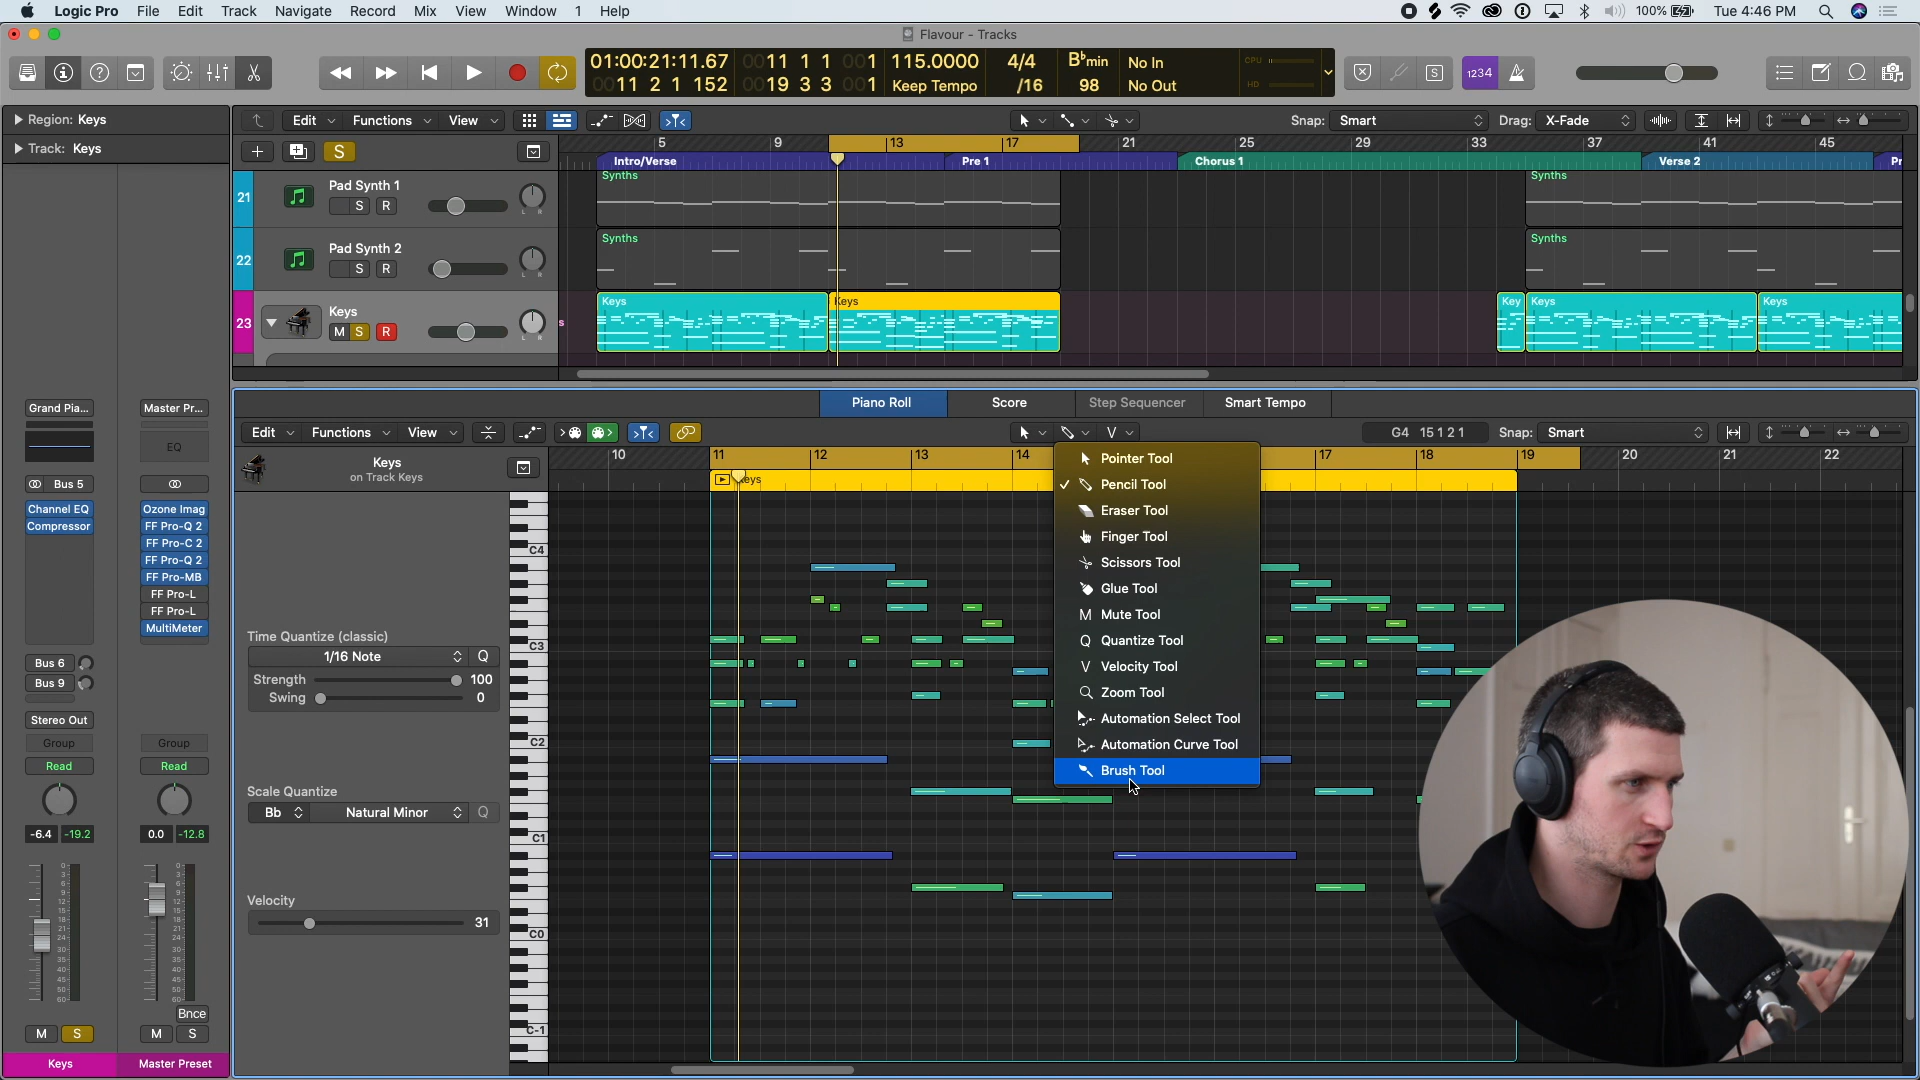 Logic Pro File Edit Track Navigate Record Mix View Window 1 Help
100% Tue 4:46 PM
Flavour - Tracks
01:00:21:11.67 0011 1 1 001 115.0000 4/4 B♭min No In CPU
0011 2 1 152 0019 3 3 001 Keep Tempo /16 98 No Out HD
S 1234
Region: Keys
Edit Functions View Snap: Smart Drag: X-Fade
Track: Keys
S
5 9 13 17 21 25 29 33 37 41 45
Intro/Verse Pre 1 Chorus 1 Verse 2 Pr
21 Pad Synth 1 S R
Synths Synths
22 Pad Synth 2 S R
Synths Synths
23 Keys M S R
Keys Keys Key Keys Keys
Piano Roll Score Step Sequencer Smart Tempo
Edit Functions View V G4 15 1 2 1 Snap: Smart
Keys
on Track Keys
10 11 12 13 14 17 18 19 20 21 22
Keys
Pointer Tool
Pencil Tool
Eraser Tool
Finger Tool
Scissors Tool
Glue Tool
M Mute Tool
Q Quantize Tool
V Velocity Tool
Zoom Tool
Automation Select Tool
Automation Curve Tool
Brush Tool
C4
C3
C2
C1
C0
C-1
Time Quantize (classic)
1/16 Note Q
Strength 100
Swing 0
Scale Quantize
Bb Natural Minor Q
Velocity
31
Grand Pia... Master Pr...
EQ
Bus 5
Channel EQ Ozone Imag
Compressor FF Pro-Q 2
FF Pro-C 2
FF Pro-Q 2
FF Pro-MB
FF Pro-L
FF Pro-L
MultiMeter
Bus 6
Bus 9
Stereo Out
Group Group
Read Read
-6.4 -19.2 0.0 -12.8
Bnce
M S M S
Keys Master Preset